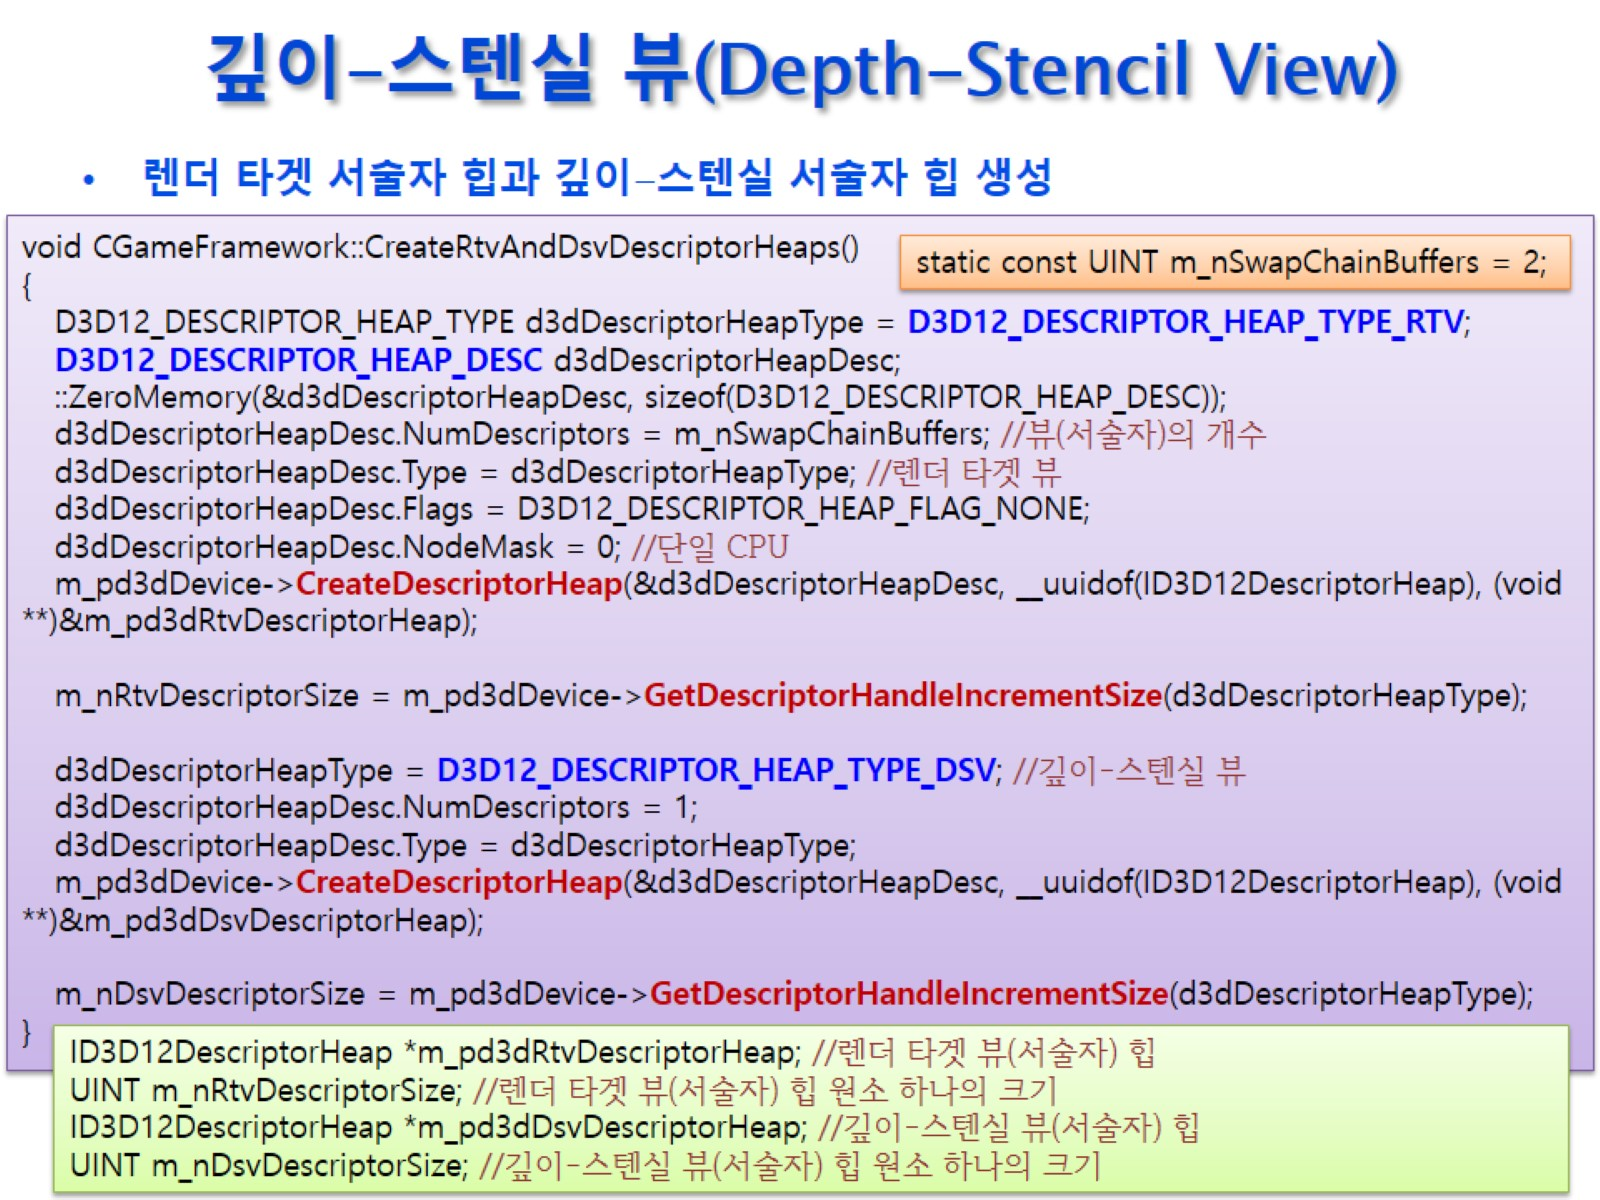 깊이-스텐실 뷰(Depth-Stencil View)
• 렌더 타겟 서술자 힙과 깊이-스텐실 서술자 힙 생성
void CGameFramework::CreateRtvAndDsvDescriptorHeaps()
static const UINT m_nSwapChainBuffers = 2;
{
D3D12_DESCRIPTOR_HEAP_TYPE d3dDescriptorHeapType = D3D12_DESCRIPTOR_HEAP_TYPE_RTV;
D3D12_DESCRIPTOR_HEAP_DESC d3dDescriptorHeapDesc;
::ZeroMemory(&d3dDescriptorHeapDesc, sizeof(D3D12_DESCRIPTOR_HEAP_DESC));
d3dDescriptorHeapDesc.NumDescriptors = m_nSwapChainBuffers; //뷰(서술자)의 개수
d3dDescriptorHeapDesc.Type = d3dDescriptorHeapType; //렌더 타겟 뷰
d3dDescriptorHeapDesc.Flags = D3D12_DESCRIPTOR_HEAP_FLAG_NONE;
d3dDescriptorHeapDesc.NodeMask = 0; //단일 CPU
m_pd3dDevice->CreateDescriptorHeap(&d3dDescriptorHeapDesc, __uuidof(ID3D12DescriptorHeap), (void
**)&m_pd3dRtvDescriptorHeap);
m_nRtvDescriptorSize = m_pd3dDevice->GetDescriptorHandleIncrementSize(d3dDescriptorHeapType);
d3dDescriptorHeapType = D3D12_DESCRIPTOR_HEAP_TYPE_DSV; //깊이-스텐실 뷰
d3dDescriptorHeapDesc.NumDescriptors = 1;
d3dDescriptorHeapDesc.Type = d3dDescriptorHeapType;
m_pd3dDevice->CreateDescriptorHeap(&d3dDescriptorHeapDesc, __uuidof(ID3D12DescriptorHeap), (void
**)&m_pd3dDsvDescriptorHeap);
m_nDsvDescriptorSize = m_pd3dDevice->GetDescriptorHandleIncrementSize(d3dDescriptorHeapType);
}
ID3D12DescriptorHeap *m_pd3dRtvDescriptorHeap; //렌더 타겟 뷰(서술자) 힙
UINT m_nRtvDescriptorSize; //렌더 타겟 뷰(서술자) 힙 원소 하나의 크기
ID3D12DescriptorHeap *m_pd3dDsvDescriptorHeap; //깊이-스텐실 뷰(서술자) 힙
UINT m_nDsvDescriptorSize; //깊이-스텐실 뷰(서술자) 힙 원소 하나의 크기